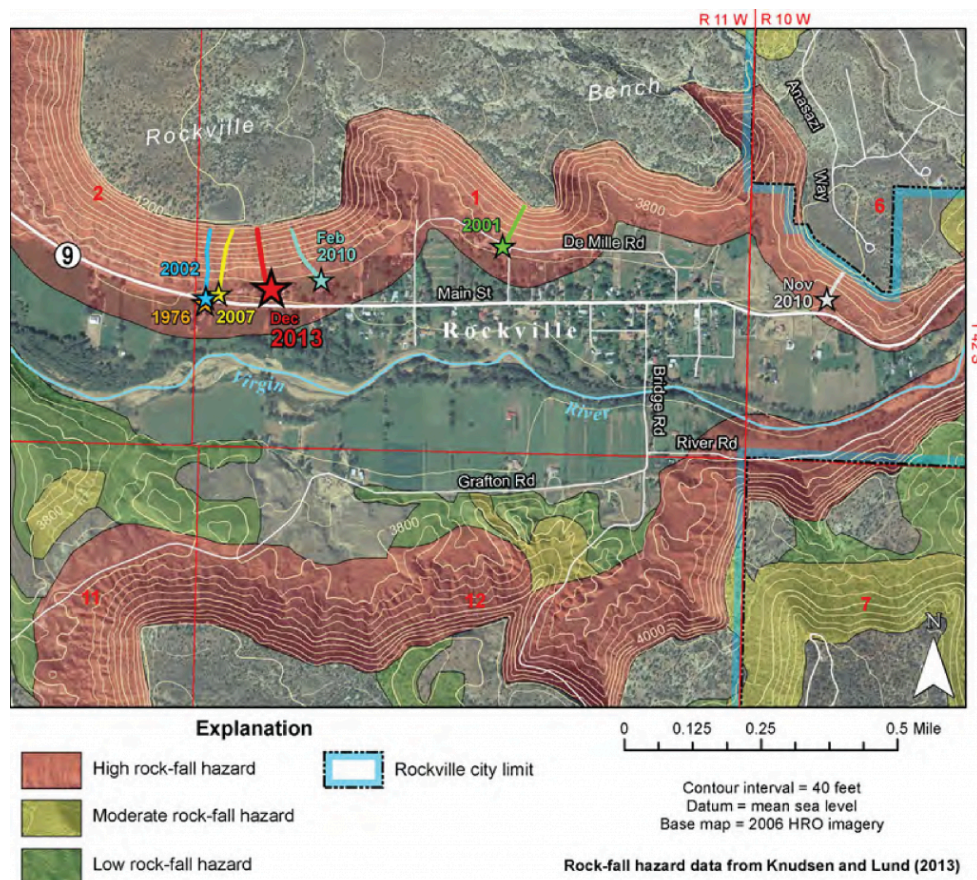 R 11 W
R 10 W
Bench
Rockville
Anasazi
Way
2
1
6
4200
3800
2001
De Mille Rd
Feb
2010
9
2002
Nov
2010
Main St
1976
2007
Dec
2013
Rockville
T 42 S
Virgin
River
Bridge Rd
River Rd
Grafton Rd
3800
3800
11
12
7
4000
N
Explanation
High rock-fall hazard
Moderate rock-fall hazard
Low rock-fall hazard
Rockville city limit
0 0.125 0.25 0.5 Mile
Contour interval = 40 feet
Datum = mean sea level
Base map = 2006 HRO imagery
Rock-fall hazard data from Knudsen and Lund (2013)